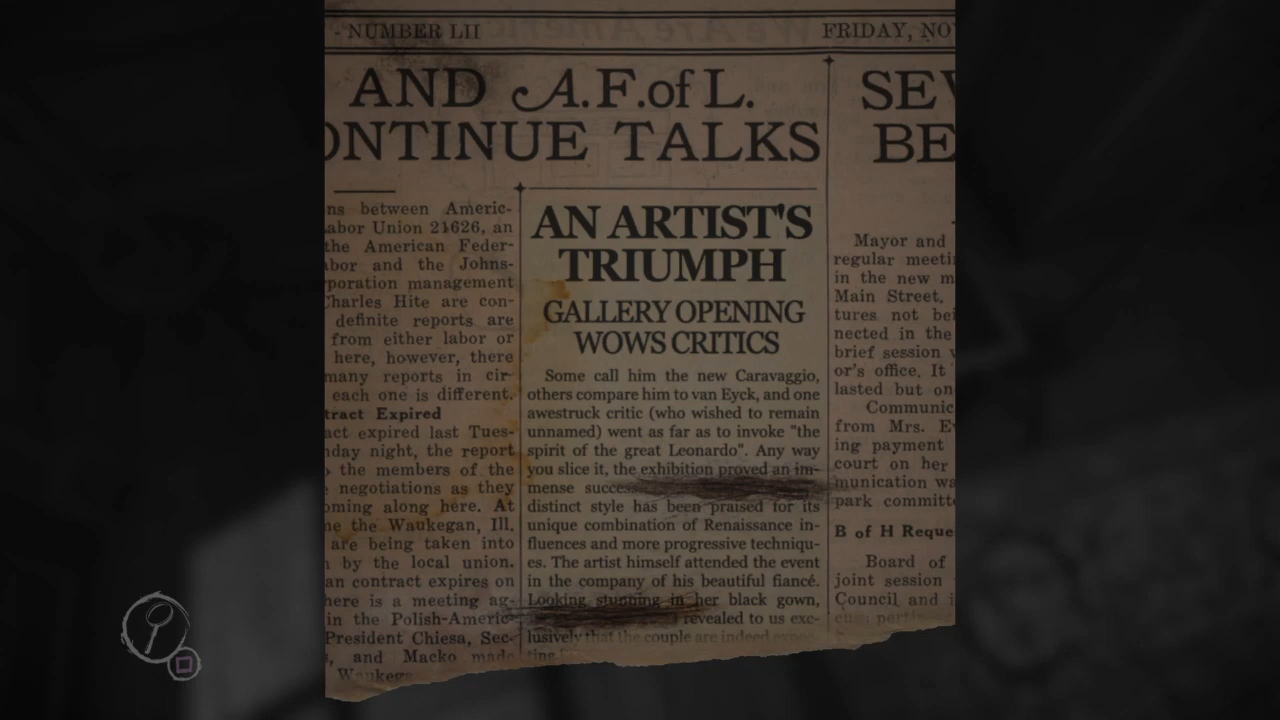 - NUMBER LII
FRIDAY, NO
AND A.F.of L.
ONTINUE TALKS
SE
BE
ns between Americ-
abor Union 21626, an
the American Feder-
abor and the Johns-
rporation management
Charles Hite are con-
definite reports are
from either labor or
here, however, there
many reports in cir-
each one is different.
tract Expired
act expired last Tues-
day night, the report
the members of the
negotiations as they
oming along here. At
the Waukegan, Ill.
are being taken into
by the local union.
an contract expires on
here is a meeting ag-
in the Polish-Americ-
President Chiesa, Sec-
, and Macko made
Waukega
AN ARTIST'S
TRIUMPH
GALLERY OPENING
WOWS CRITICS
Some call him the new Caravaggio,
others compare him to van Eyck, and one
awestruck critic (who wished to remain
unnamed) went as far as to invoke "the
spirit of the great Leonardo". Any way
you slice it, the exhibition proved an im-
mense succes
distinct style has been praised for its
unique combination of Renaissance in-
fluences and more progressive techniqu-
es. The artist himself attended the event
in the company of his beautiful fiancé.
Looking stunning in her black gown,
revealed to us exc-
lusively that the couple are indeed expec-
ting
Mayor and
regular meeti
in the new m
Main Street.
tures not bei
nected in the
brief session
or's office. It
lasted but on
Communic
from Mrs. E
ing payment
court on her
munication wa
park committe
B of H Reque
Board of
joint session
Council and i